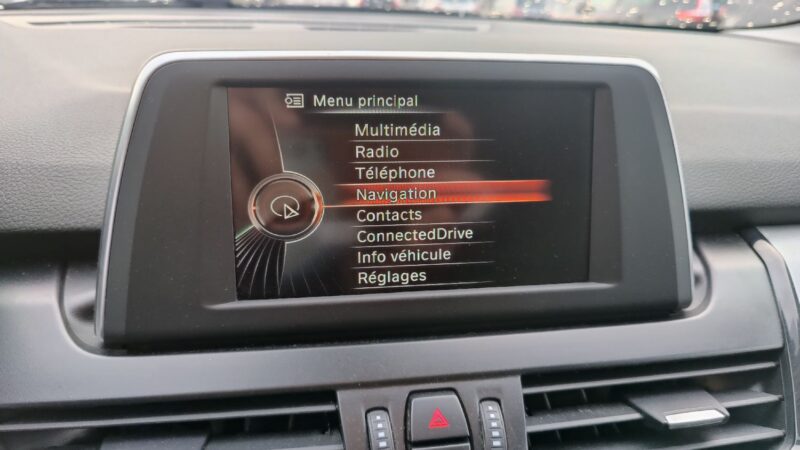 Menu principal
Multimédia
Radio
Téléphone
Navigation
Contacts
ConnectedDrive
Info véhicule
Réglages